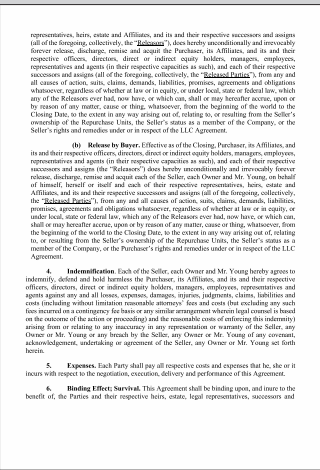 representatives, heirs, estate and Affiliates, and its and their respective successors and assigns
(all of the foregoing, collectively, the "Releasors"), does hereby unconditionally and irrevocably
forever release, discharge, remise and acquit the Purchaser, its Affiliates, and its and their
respective officers, directors, direct or indirect equity holders, managers, employees,
representatives and agents (in their respective capacities as such), and each of their respective
successors and assigns (all of the foregoing, collectively, the "Released Parties"), from any and
all causes of action, suits, claims, demands, liabilities, promises, agreements and obligations
whatsoever, regardless of whether at law or in equity, or under local, state or federal law, which
any of the Releasors ever had, now have, or which can, shall or may hereafter accrue, upon or
by reason of any matter, cause or thing, whatsoever, from the beginning of the world to the
Closing Date, to the extent in any way arising out of, relating to, or resulting from the Seller's
ownership of the Repurchase Units, the Seller's status as a member of the Company, or the
Seller's rights and remedies under or in respect of the LLC Agreement.
(b) Release by Buyer. Effective as of the Closing, Purchaser, its Affiliates, and
its and their respective officers, directors, direct or indirect equity holders, managers, employees,
representatives and agents (in their respective capacities as such), and each of their respective
successors and assigns (the "Releasors") does hereby unconditionally and irrevocably forever
release, discharge, remise and acquit each of the Seller, each Owner and Mr. Young, on behalf
of himself, herself or itself and each of their respective representatives, heirs, estate and
Affiliates, and its and their respective successors and assigns (all of the foregoing, collectively,
the "Released Parties"), from any and all causes of action, suits, claims, demands, liabilities,
promises, agreements and obligations whatsoever, regardless of whether at law or in equity, or
under local, state or federal law, which any of the Releasors ever had, now have, or which can,
shall or may hereafter accrue, upon or by reason of any matter, cause or thing, whatsoever, from
the beginning of the world to the Closing Date, to the extent in any way arising out of, relating
to, or resulting from the Seller's ownership of the Repurchase Units, the Seller's status as a
member of the Company, or the Purchaser's rights and remedies under or in respect of the LLC
Agreement.
4. Indemnification. Each of the Seller, each Owner and Mr. Young hereby agrees to
indemnify, defend and hold harmless the Purchaser, its Affiliates, and its and their respective
officers, directors, direct or indirect equity holders, managers, employees, representatives and
agents against any and all losses, expenses, damages, injuries, judgments, claims, liabilities and
costs (including without limitation reasonable attorneys' fees and costs (but excluding any such
fees incurred on a contingency fee basis or any similar arrangement wherein legal counsel is based
on the outcome of the action or proceeding) and the reasonable costs of enforcing this indemnity)
arising from or relating to any inaccuracy in any representation or warranty of the Seller, any
Owner or Mr. Young or any breach by the Seller, any Owner or Mr. Young of any covenant,
acknowledgement, undertaking or agreement of the Seller, any Owner or Mr. Young set forth
herein.
5. Expenses. Each Party shall pay all respective costs and expenses that he, she or it
incurs with respect to the negotiation, execution, delivery and performance of this Agreement.
6. Binding Effect; Survival. This Agreement shall be binding upon, and inure to the
benefit of, the Parties and their respective heirs, estate, legal representatives, successors and